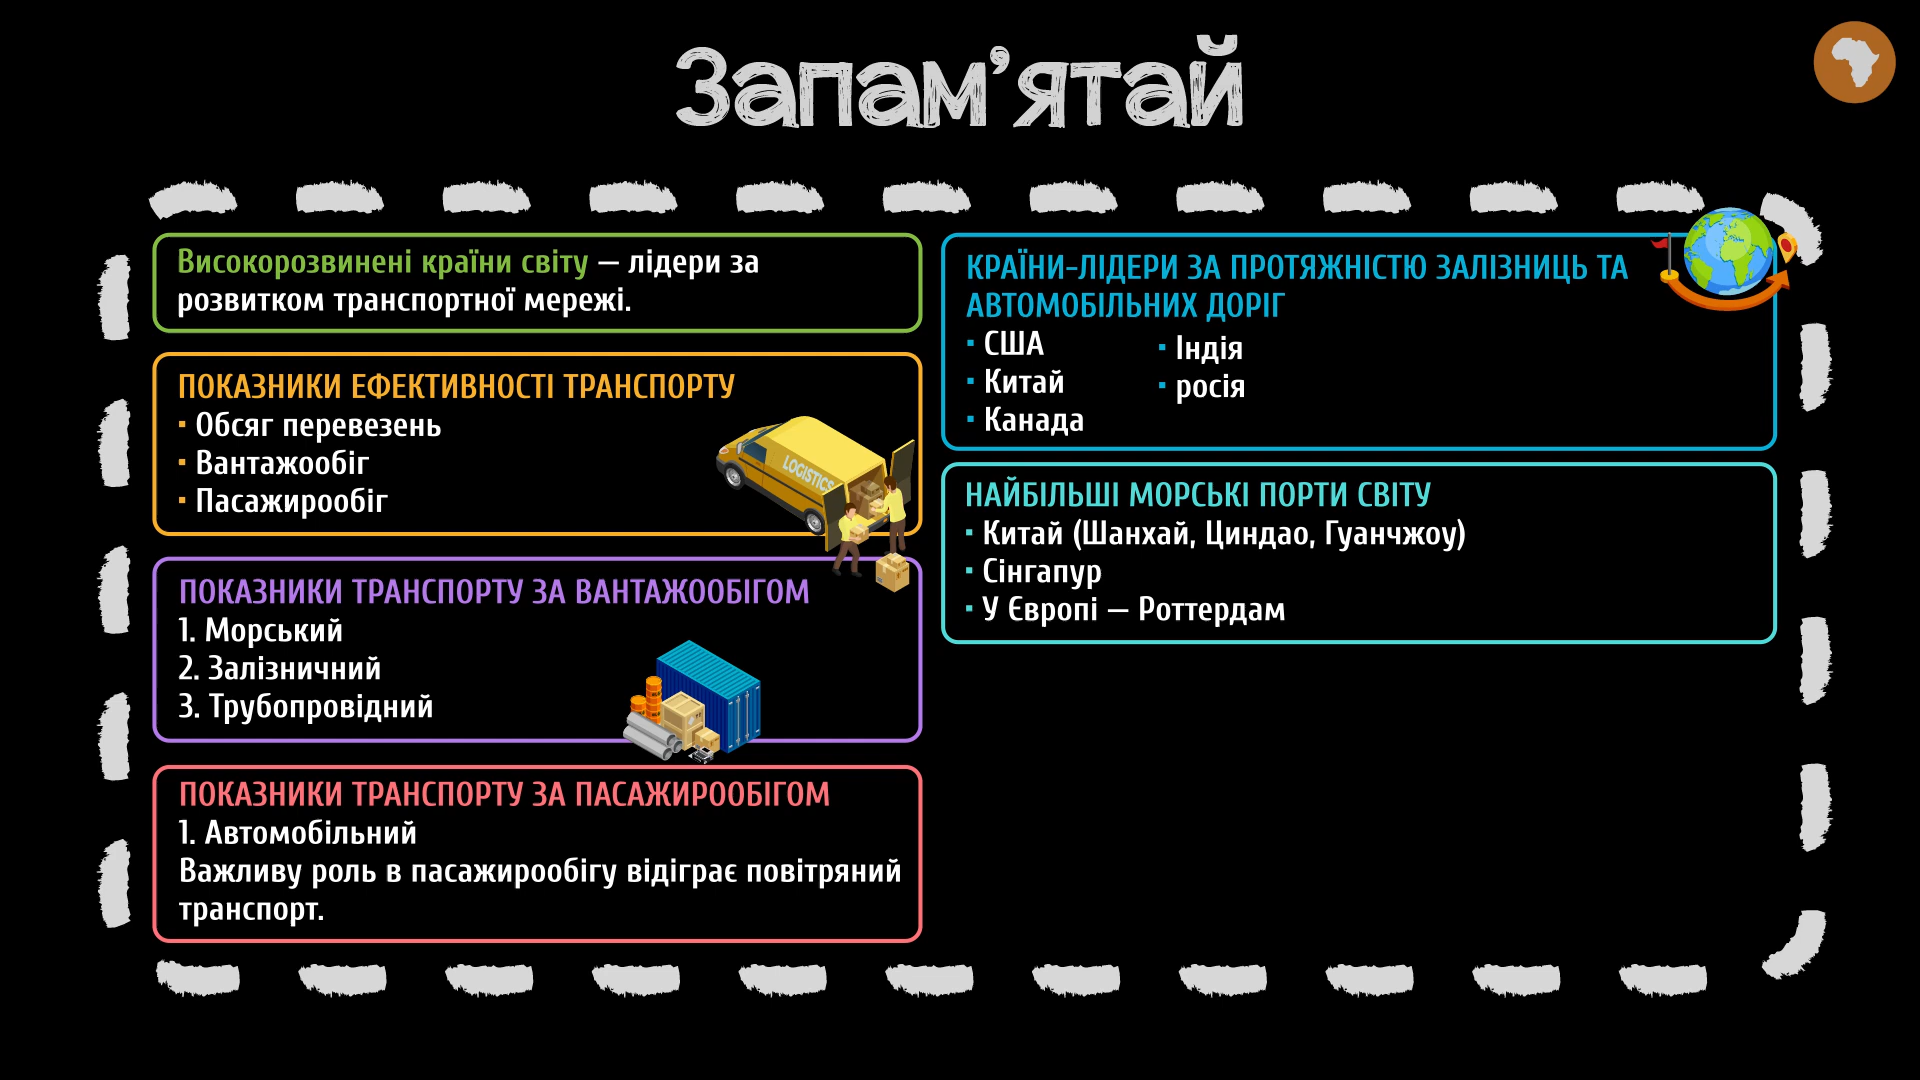 Запам’ятай
Високорозвинені країни світу — лідери за
розвитком транспортної мережі.
ПОКАЗНИКИ ЕФЕКТИВНОСТІ ТРАНСПОРТУ
▪ Обсяг перевезень
▪ Вантажообіг
▪ Пасажирообіг
LOGISTICS
ПОКАЗНИКИ ТРАНСПОРТУ ЗА ВАНТАЖООБІГОМ
1. Морський
2. Залізничний
3. Трубопровідний
ПОКАЗНИКИ ТРАНСПОРТУ ЗА ПАСАЖИРООБІГОМ
1. Автомобільний
Важливу роль в пасажирообігу відіграє повітряний
транспорт.
КРАЇНИ-ЛІДЕРИ ЗА ПРОТЯЖНІСТЮ ЗАЛІЗНИЦЬ ТА
АВТОМОБІЛЬНИХ ДОРІГ
▪ США
▪ Китай
▪ Канада
▪ Індія
▪ росія
НАЙБІЛЬШІ МОРСЬКІ ПОРТИ СВІТУ
▪ Китай (Шанхай, Циндао, Гуанчжоу)
▪ Сінгапур
▪ У Європі — Роттердам